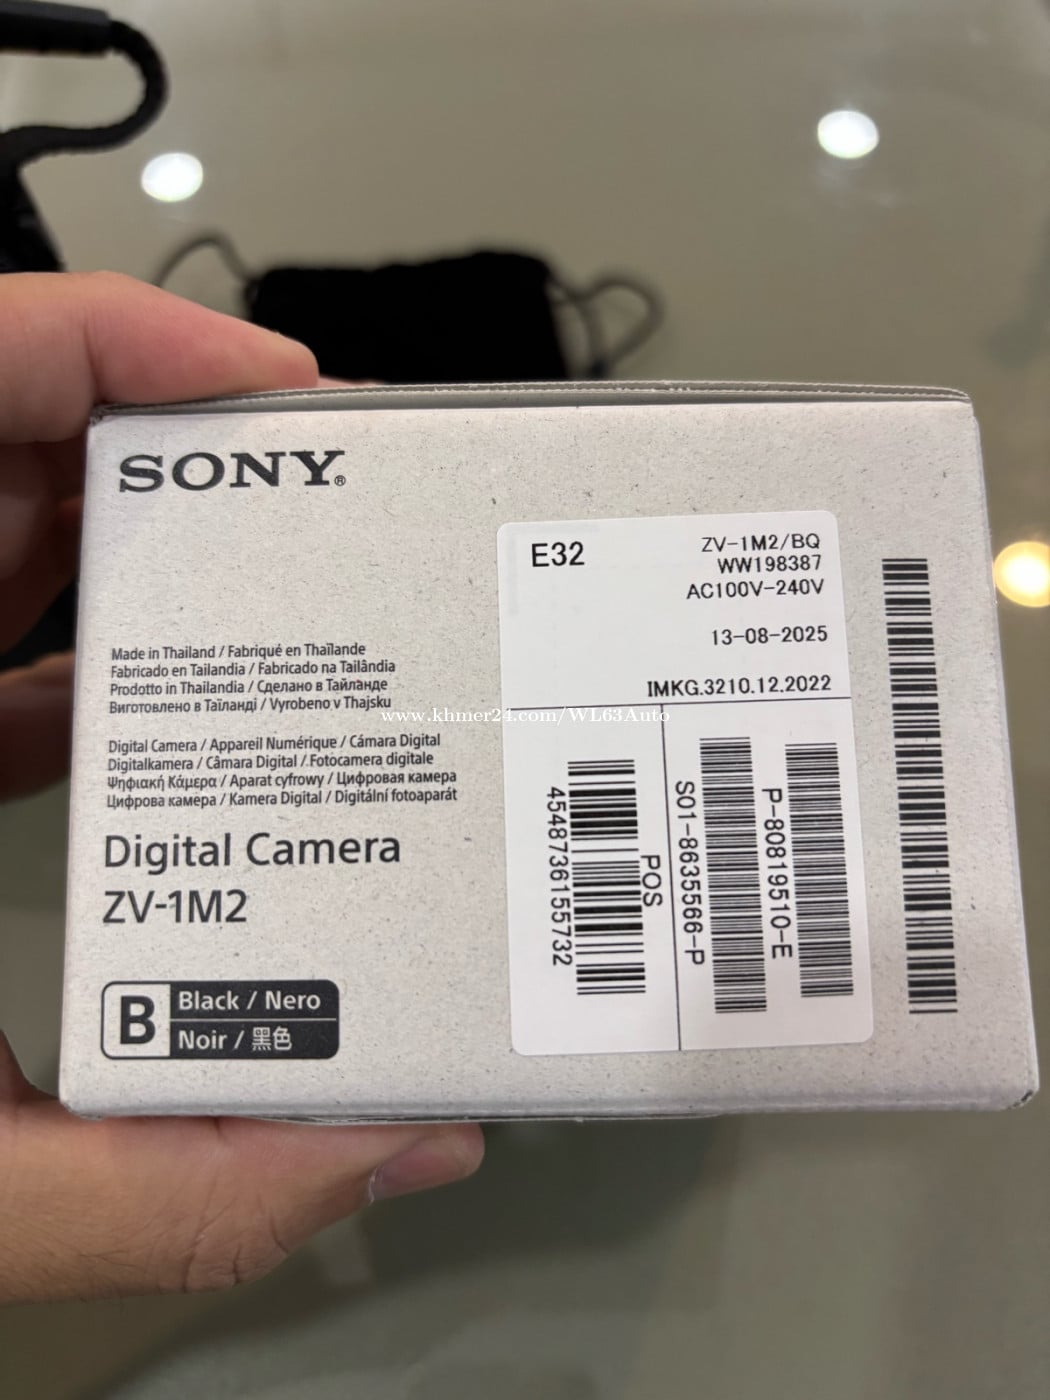 SONY®
E32
ZV-1M2/BQ
WW198387
AC100V-240V
13-08-2025
IMKG.3210.12.2022
Made in Thailand / Fabriqué en Thaïlande
Fabricado en Tailandia / Fabricado na Tailândia
Prodotto in Thailandia / Сделано в Тайланде
Виготовлено в Таїланді / Vyrobeno v Thajsku
www.khmer24.com/WL63Auto
Digital Camera / Appareil Numérique / Cámara Digital
Digitalkamera / Câmara Digital / Fotocamera digitale
Ψηφιακή Κάμερα / Aparat cyfrowy / Цифровая камера
Цифрова камера / Kamera Digital / Digitální fotoaparát
Digital Camera
ZV-1M2
B
Black / Nero
Noir / 黑色
4548736155732
POS
S01-8635566-P
P-80819510-E